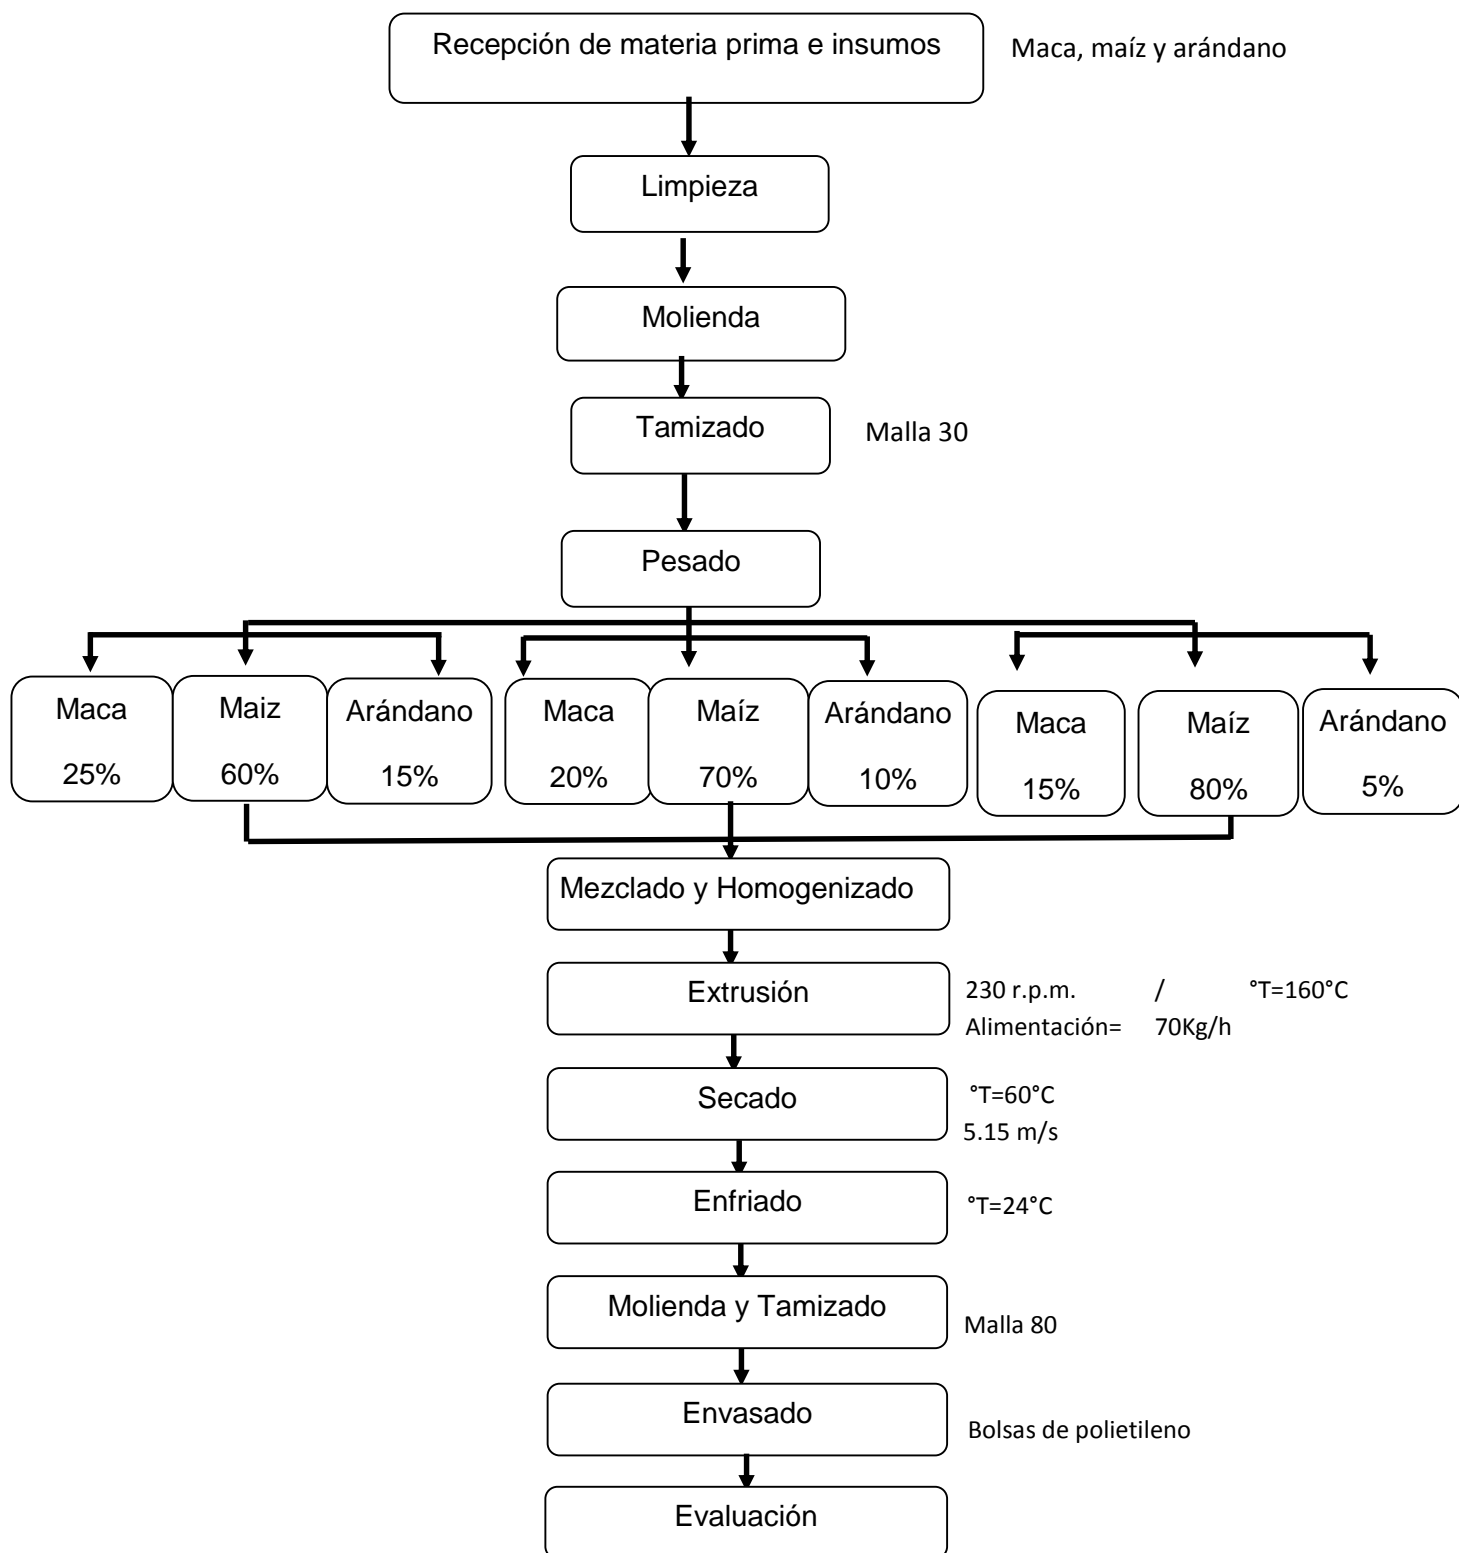 Recepción de materia prima e insumos
Maca, maíz y arándano
Limpieza
Molienda
Tamizado
Malla 30
Pesado
Maca
25%
Maiz
60%
Arándano
15%
Maca
20%
Maíz
70%
Arándano
10%
Maca
15%
Maíz
80%
Arándano
5%
Mezclado y Homogenizado
Extrusión
230 r.p.m. / °T=160°C
Alimentación= 70Kg/h
Secado
°T=60°C
5.15 m/s
Enfriado
°T=24°C
Molienda y Tamizado
Malla 80
Envasado
Bolsas de polietileno
Evaluación